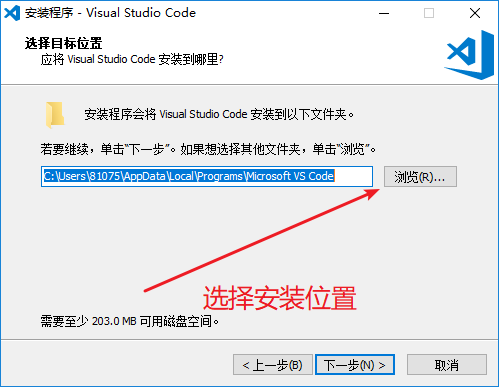 安装程序 - Visual Studio Code
选择目标位置
应将 Visual Studio Code 安装到哪里?
安装程序会将 Visual Studio Code 安装到以下文件夹。
若要继续，单击“下一步”。如果想选择其他文件夹，单击“浏览”。
C:\Users\81075\AppData\Local\Programs\Microsoft VS Code
浏览(R)...
选择安装位置
需要至少 203.0 MB 可用磁盘空间。
< 上一步(B)
下一步(N) >
取消